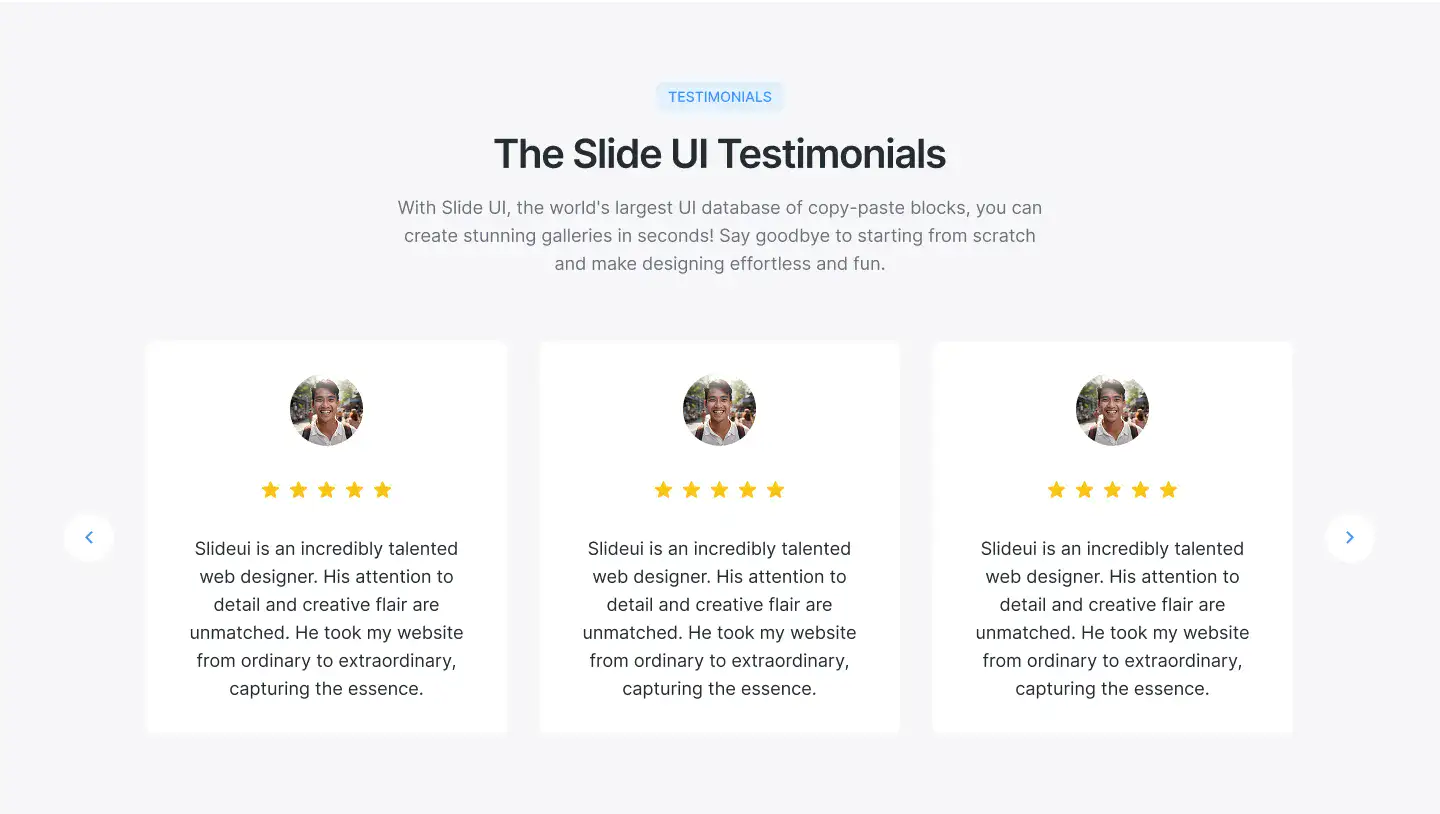 TESTIMONIALS
The Slide UI Testimonials
With Slide UI, the world's largest UI database of copy-paste blocks, you can
create stunning galleries in seconds! Say goodbye to starting from scratch
and make designing effortless and fun.
Slideui is an incredibly talented
web designer. His attention to
detail and creative flair are
unmatched. He took my website
from ordinary to extraordinary,
capturing the essence.
Slideui is an incredibly talented
web designer. His attention to
detail and creative flair are
unmatched. He took my website
from ordinary to extraordinary,
capturing the essence.
Slideui is an incredibly talented
web designer. His attention to
detail and creative flair are
unmatched. He took my website
from ordinary to extraordinary,
capturing the essence.